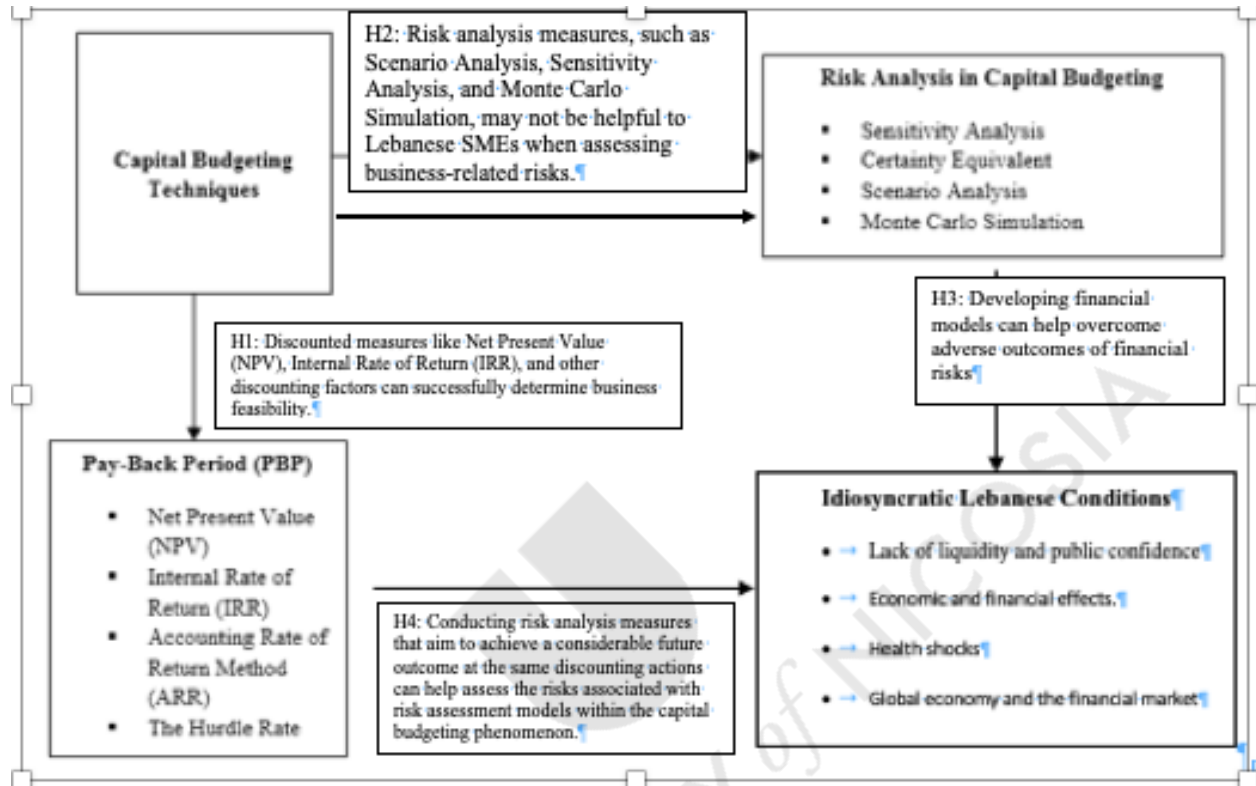 H2: Risk analysis measures, such as
Scenario Analysis, Sensitivity
Analysis, and Monte Carlo
Simulation, may not be helpful to
Lebanese SMEs when assessing
business-related risks.¶
Capital Budgeting
Techniques
Risk Analysis in Capital Budgeting
▪ Sensitivity Analysis
▪ Certainty Equivalent
▪ Scenario Analysis
▪ Monte Carlo Simulation
H3: Developing financial
models can help overcome
adverse outcomes of financial
risks¶
H1: Discounted measures like Net Present Value
(NPV), Internal Rate of Return (IRR), and other
discounting factors can successfully determine business
feasibility.¶
Pay-Back Period (PBP)
▪ Net Present Value
(NPV)
▪ Internal Rate of
Return (IRR)
▪ Accounting Rate of
Return Method
(ARR)
▪ The Hurdle Rate
H4: Conducting risk analysis measures
that aim to achieve a considerable future
outcome at the same discounting actions
can help assess the risks associated with
risk assessment models within the capital
budgeting phenomenon.¶
Idiosyncratic Lebanese Conditions¶
• → Lack of liquidity and public confidence¶
• → Economic and financial effects.¶
• → Health shocks¶
• → Global economy and the financial market¶
of NICOSIA